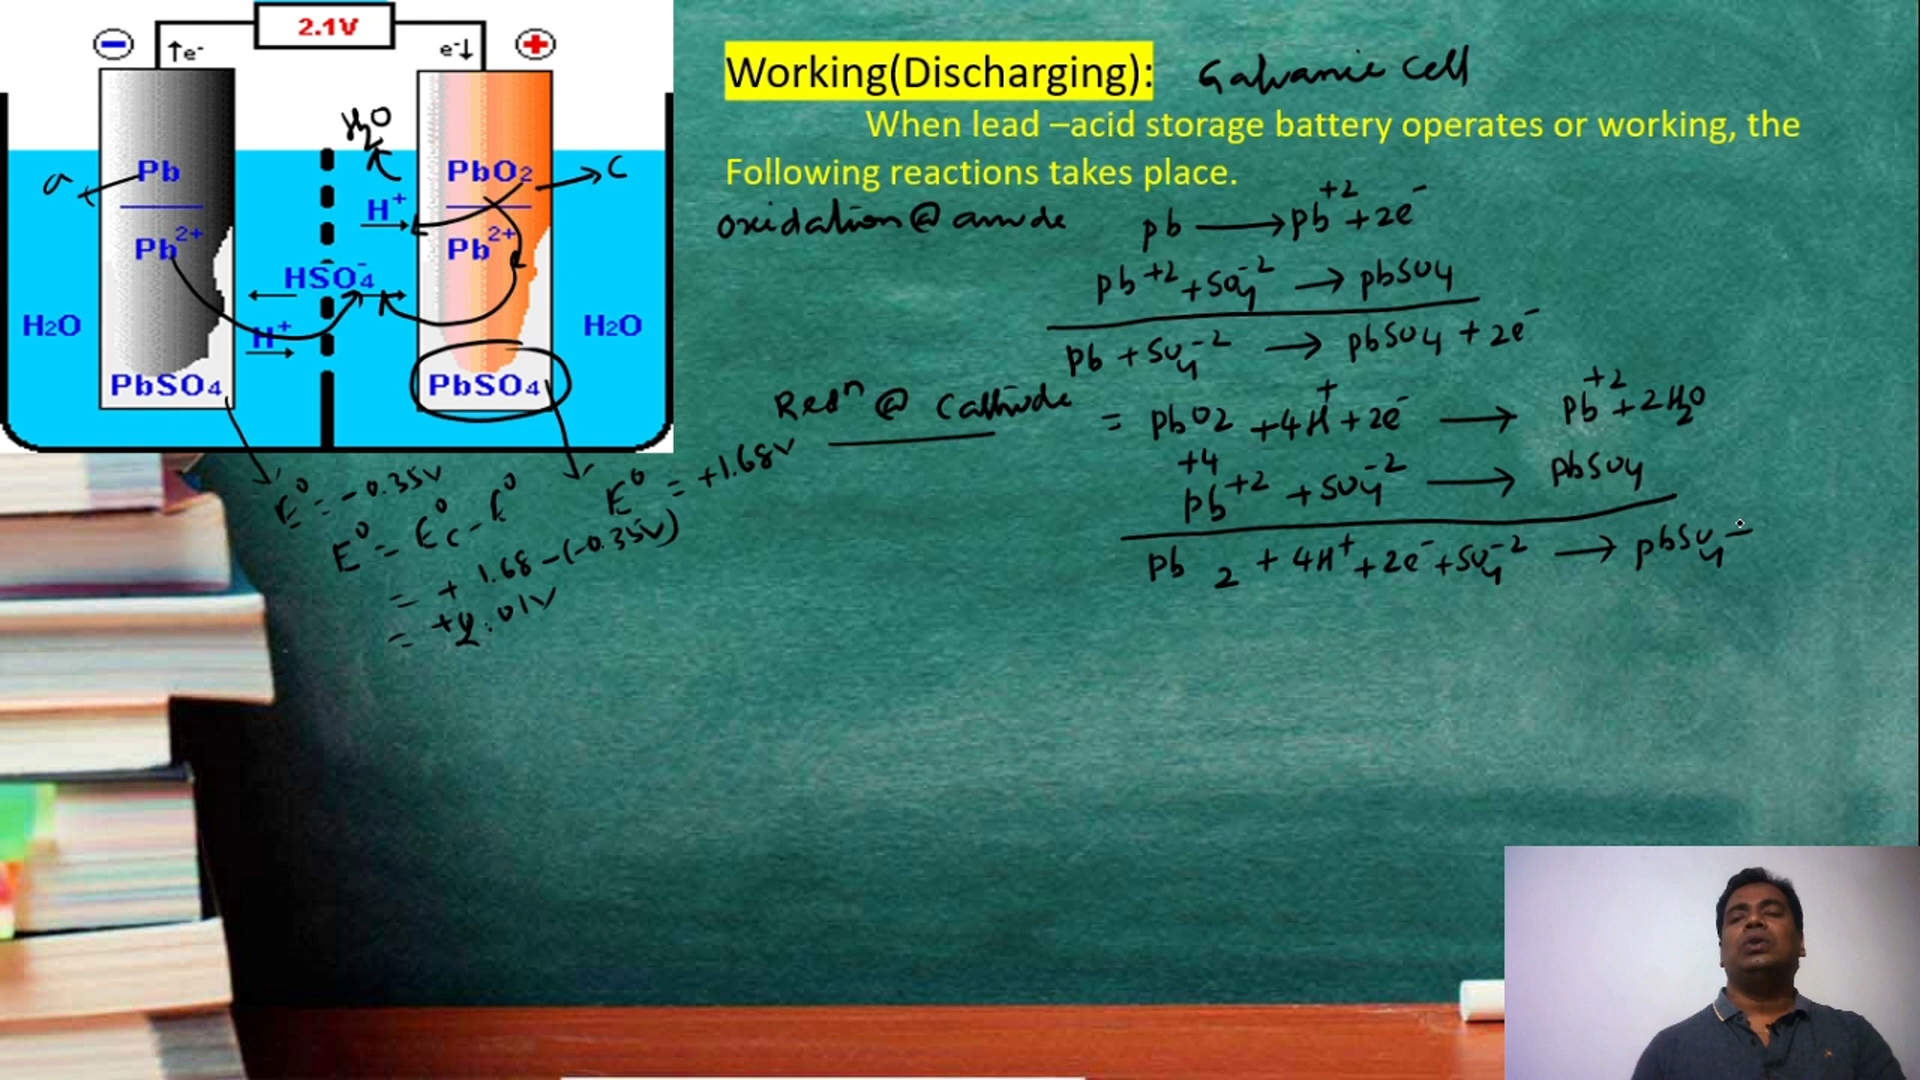 2.1V
− ↑e- e-↓ +
H2O
a Pb PbO2 C
H+
Pb2+ Pb2+
HSO4-
H2O H+ H2O
PbSO4 PbSO4
Working(Discharging): Galvanic cell
When lead –acid storage battery operates or working, the
Following reactions takes place.
oxidation @ anode pb → pb+2 + 2e-
pb+2 + SO4-2 → pbSO4
pb + SO4-2 → pbSO4 + 2e-
Redn @ Cathode = pbO2 + 4H+ + 2e- → pb+2 + 2H2O
+4
pb+2 + SO4-2 → pbSO4
pb 2 + 4H+ + 2e- + SO4-2 → pbSO4 −
E0 = -0.35V
E0 = +1.68V
E0 = E0c - E0
= +1.68 - (-0.35V)
= +2.01V